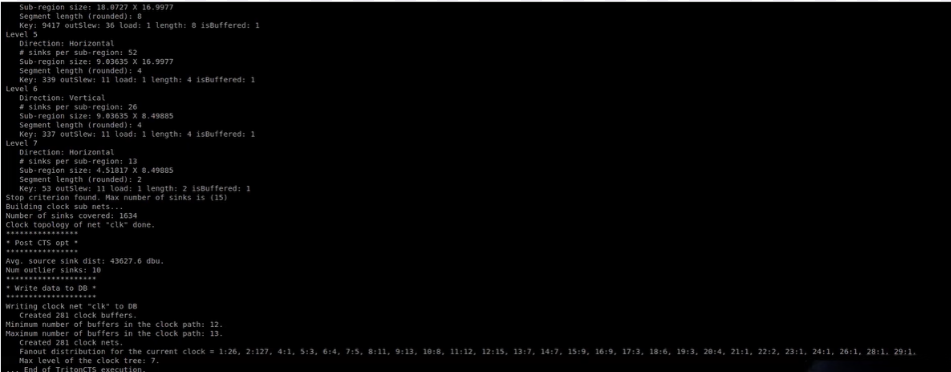 Sub-region size: 18.0727 X 16.9977
Segment length (rounded): 8
Key: 9417 outSlew: 36 load: 1 length: 8 isBuffered: 1
Level 5
Direction: Horizontal
# sinks per sub-region: 52
Sub-region size: 9.03635 X 16.9977
Segment length (rounded): 4
Key: 339 outSlew: 11 load: 1 length: 4 isBuffered: 1
Level 6
Direction: Vertical
# sinks per sub-region: 26
Sub-region size: 9.03635 X 8.49885
Segment length (rounded): 4
Key: 337 outSlew: 11 load: 1 length: 4 isBuffered: 1
Level 7
Direction: Horizontal
# sinks per sub-region: 13
Sub-region size: 4.51817 X 8.49885
Segment length (rounded): 2
Key: 53 outSlew: 11 load: 1 length: 2 isBuffered: 1
Stop criterion found. Max number of sinks is (15)
Building clock sub nets...
Number of sinks covered: 1634
Clock topology of net "clk" done.
****************
* Post CTS opt *
****************
Avg. source sink dist: 43627.6 dbu.
Num outlier sinks: 10
********************
* Write data to DB *
********************
Writing clock net "clk" to DB
Created 281 clock buffers.
Minimum number of buffers in the clock path: 12.
Maximum number of buffers in the clock path: 13.
Created 281 clock nets.
Fanout distribution for the current clock = 1:26, 2:127, 4:1, 5:3, 6:4, 7:5, 8:11, 9:13, 10:8, 11:12, 12:15, 13:7, 14:7, 15:9, 16:9, 17:3, 18:6, 19:3, 20:4, 21:1, 22:2, 23:1, 24:1, 26:1, 28:1, 29:1,
Max level of the clock tree: 7.
... End of TritonCTS execution.